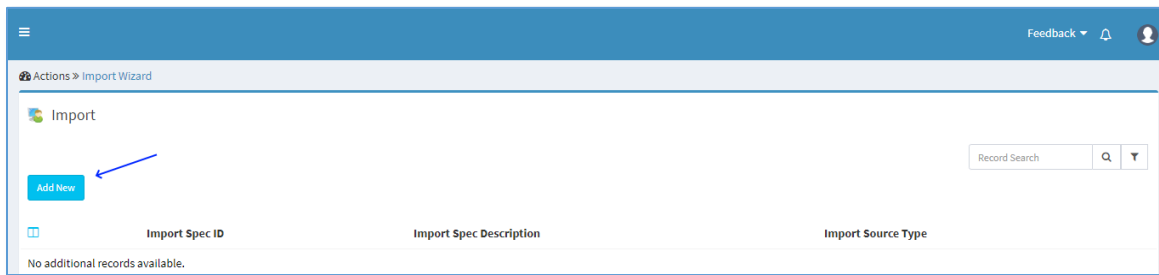 Feedback
Actions » Import Wizard
Import
Record Search
Add New
Import Spec ID Import Spec Description Import Source Type
No additional records available.